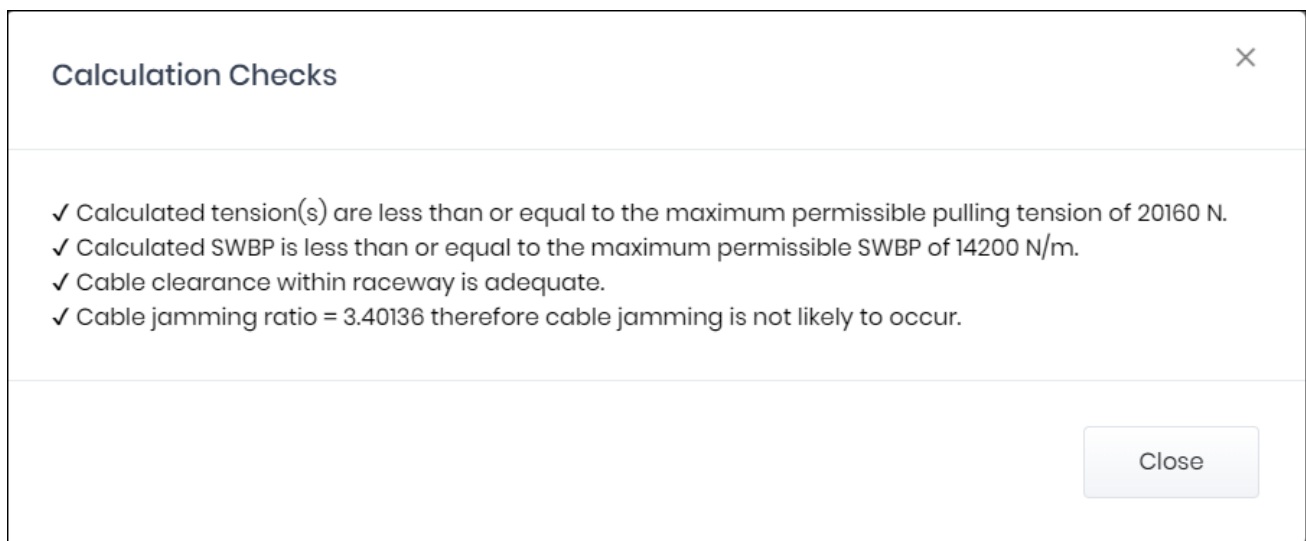 Calculation Checks
×
✓ Calculated tension(s) are less than or equal to the maximum permissible pulling tension of 20160 N.
✓ Calculated SWBP is less than or equal to the maximum permissible SWBP of 14200 N/m.
✓ Cable clearance within raceway is adequate.
✓ Cable jamming ratio = 3.40136 therefore cable jamming is not likely to occur.
Close